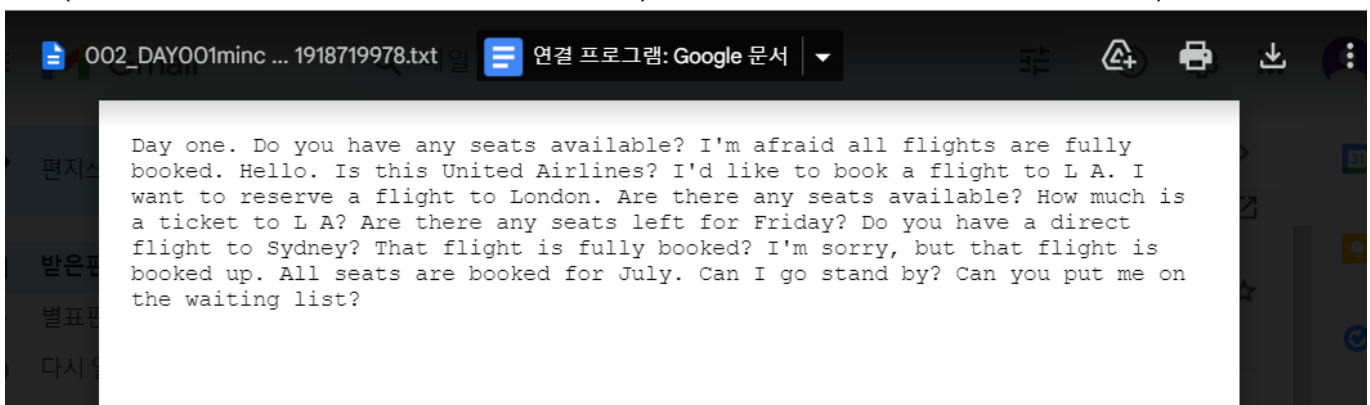 002_DAY001minc ... 1918719978.txt
연결 프로그램: Google 문서
Day one. Do you have any seats available? I'm afraid all flights are fully
booked. Hello. Is this United Airlines? I'd like to book a flight to L A. I
want to reserve a flight to London. Are there any seats available? How much is
a ticket to L A? Are there any seats left for Friday? Do you have a direct
flight to Sydney? That flight is fully booked? I'm sorry, but that flight is
booked up. All seats are booked for July. Can I go stand by? Can you put me on
the waiting list?
편지
받은
별표
다시
31